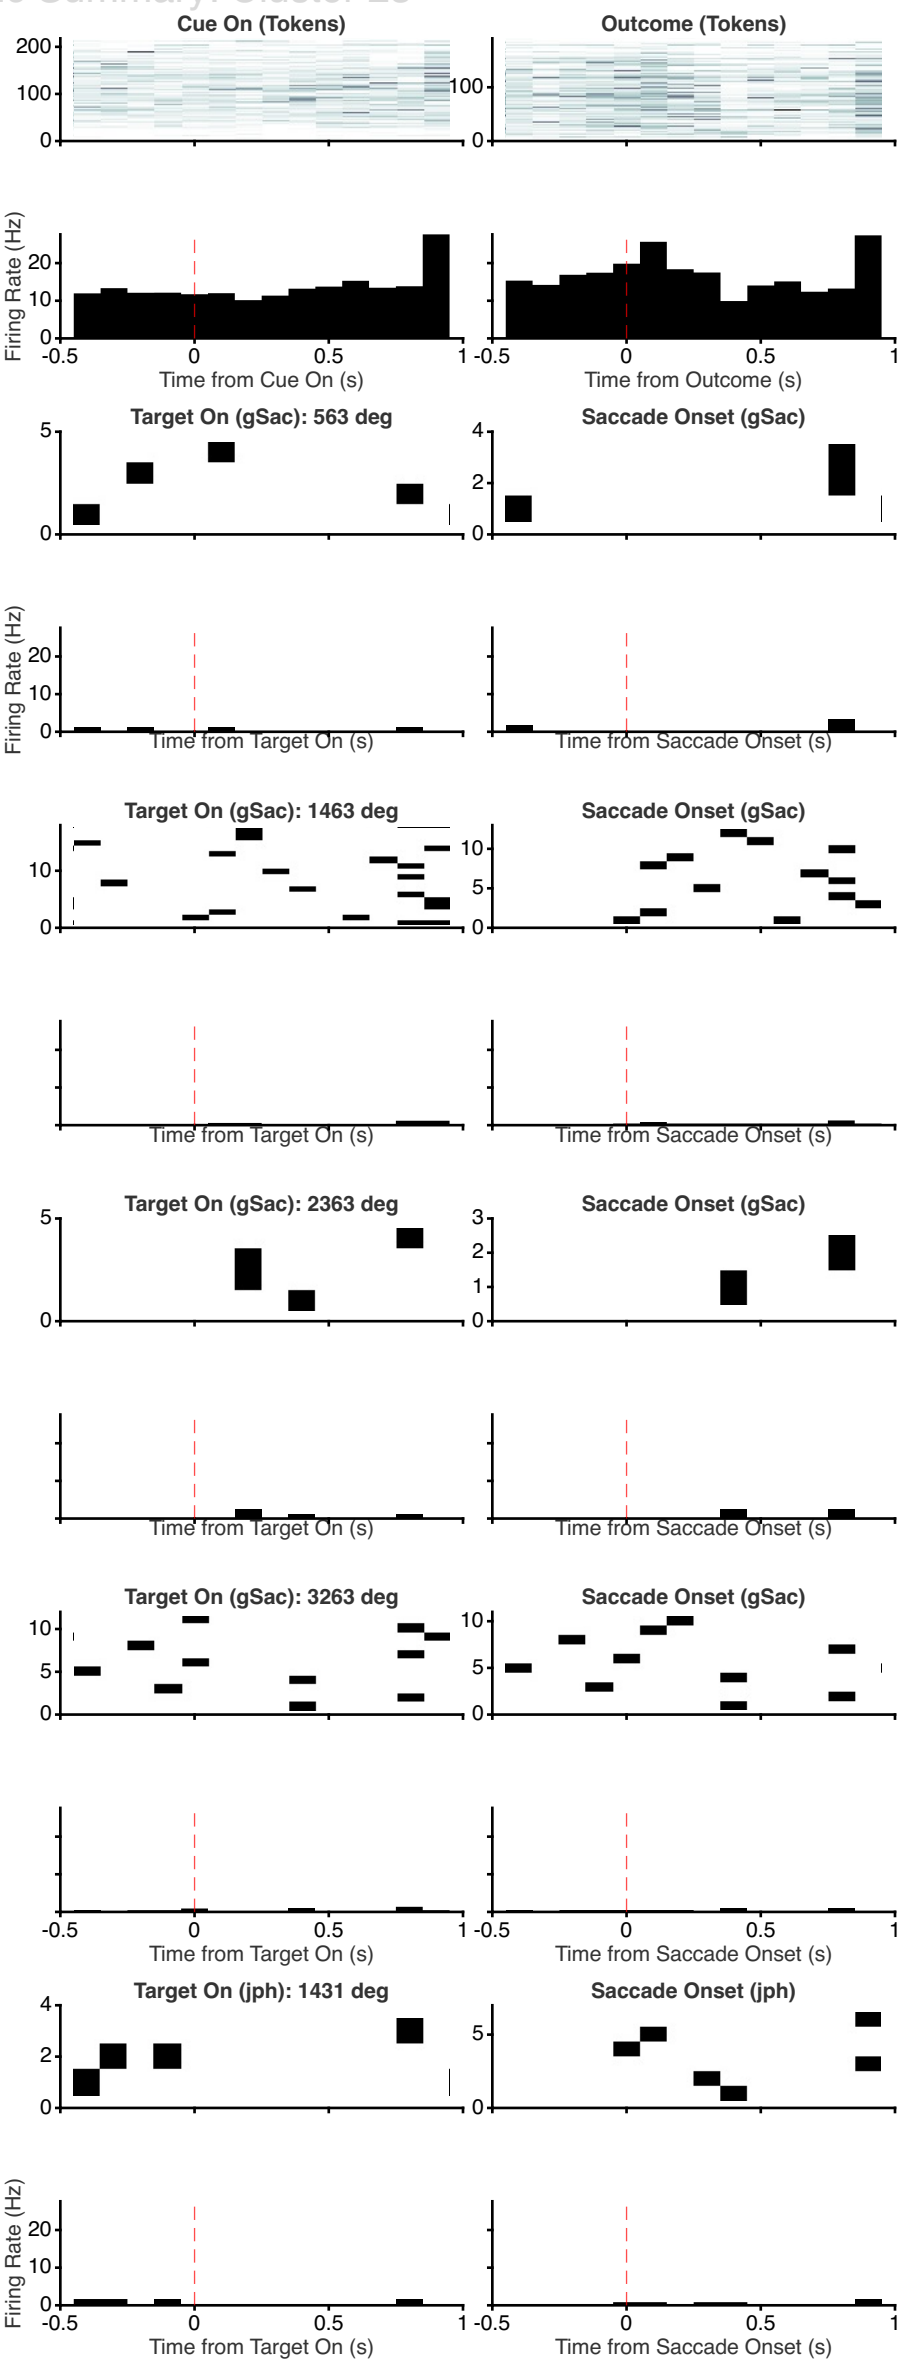 Summary: Cluster
Cue On (Tokens) Outcome (Tokens)
200
100 100
0 0
Firing Rate (Hz)
20
10
0
-0.5 0 0.5 1 -0.5 0 0.5 1
Time from Cue On (s) Time from Outcome (s)
Target On (gSac): 563 deg Saccade Onset (gSac)
5 4
2
0 0
Firing Rate (Hz)
20
10
0
Time from Target On (s) Time from Saccade Onset (s)
Target On (gSac): 1463 deg Saccade Onset (gSac)
10 10
5
0 0
Time from Target On (s) Time from Saccade Onset (s)
Target On (gSac): 2363 deg Saccade Onset (gSac)
5 3
2
1
0 0
Time from Target On (s) Time from Saccade Onset (s)
Target On (gSac): 3263 deg Saccade Onset (gSac)
10 10
5 5
0 0
-0.5 0 0.5 1 -0.5 0 0.5 1
Time from Target On (s) Time from Saccade Onset (s)
Target On (jph): 1431 deg Saccade Onset (jph)
4
2 5
0 0
Firing Rate (Hz)
20
10
0
-0.5 0 0.5 1 -0.5 0 0.5 1
Time from Target On (s) Time from Saccade Onset (s)